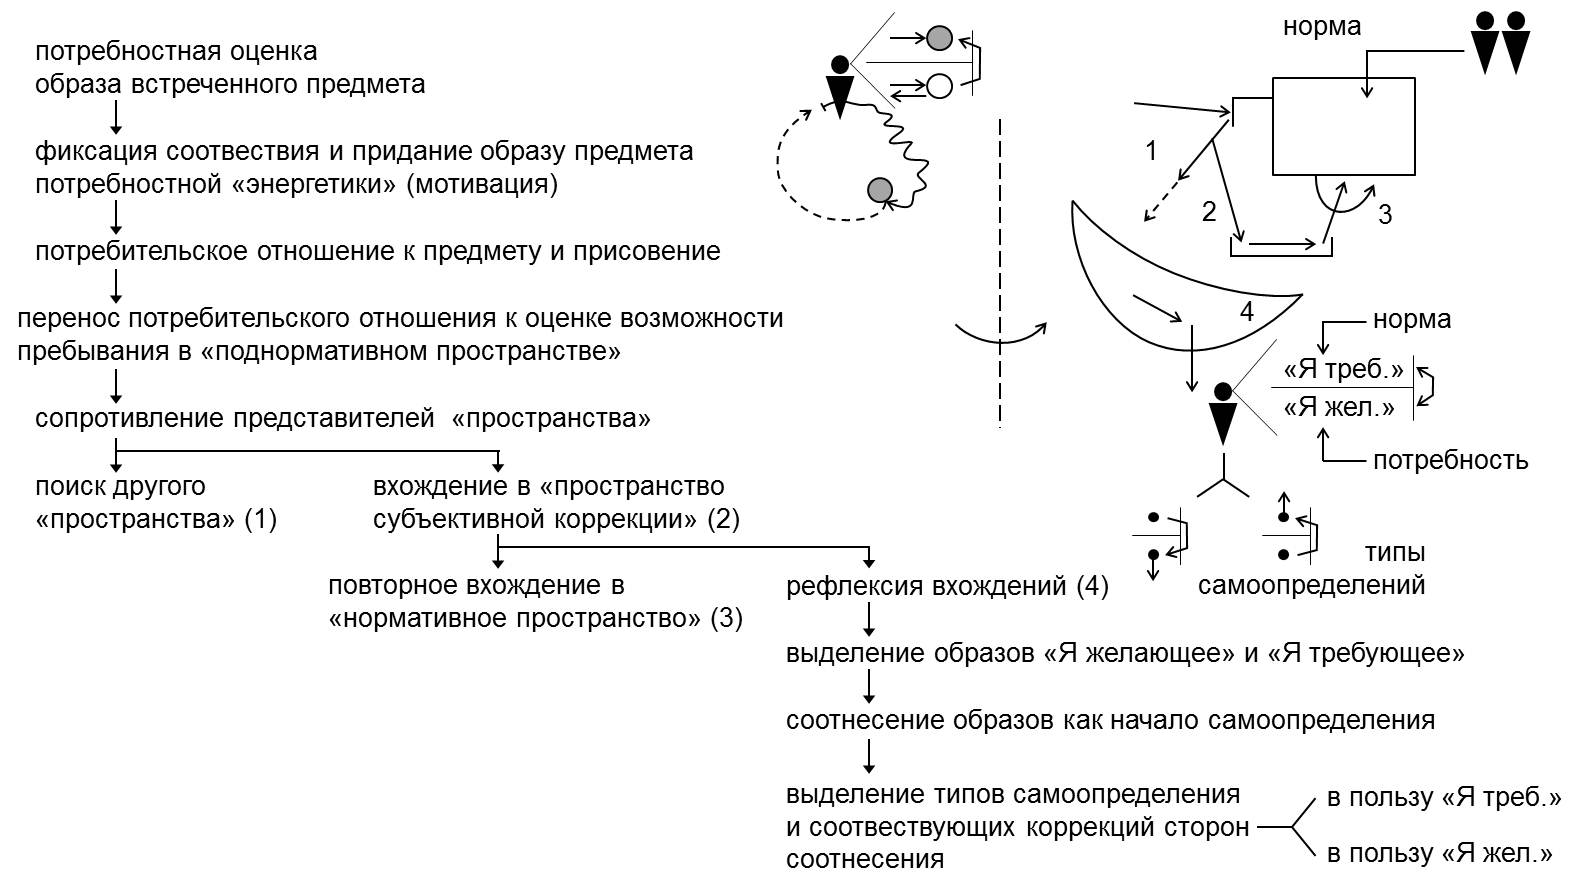 потребностная оценка
образа встреченного предмета
фиксация соотвествия и придание образу предмета
потребностной «энергетики» (мотивация)
потребительское отношение к предмету и присовение
перенос потребительского отношения к оценке возможности
пребывания в «поднормативном пространстве»
сопротивление представителей «пространства»
поиск другого
«пространства» (1)
вхождение в «пространство
субъективной коррекции» (2)
повторное вхождение в
«нормативное пространство» (3)
рефлексия вхождений (4)
выделение образов «Я желающее» и «Я требующее»
соотнесение образов как начало самоопределения
выделение типов самоопределения
и соотвествующих коррекций сторон
соотнесения
в пользу «Я треб.»
в пользу «Я жел.»
норма
1
2
3
4
норма
«Я треб.»
«Я жел.»
потребность
типы
самоопределений